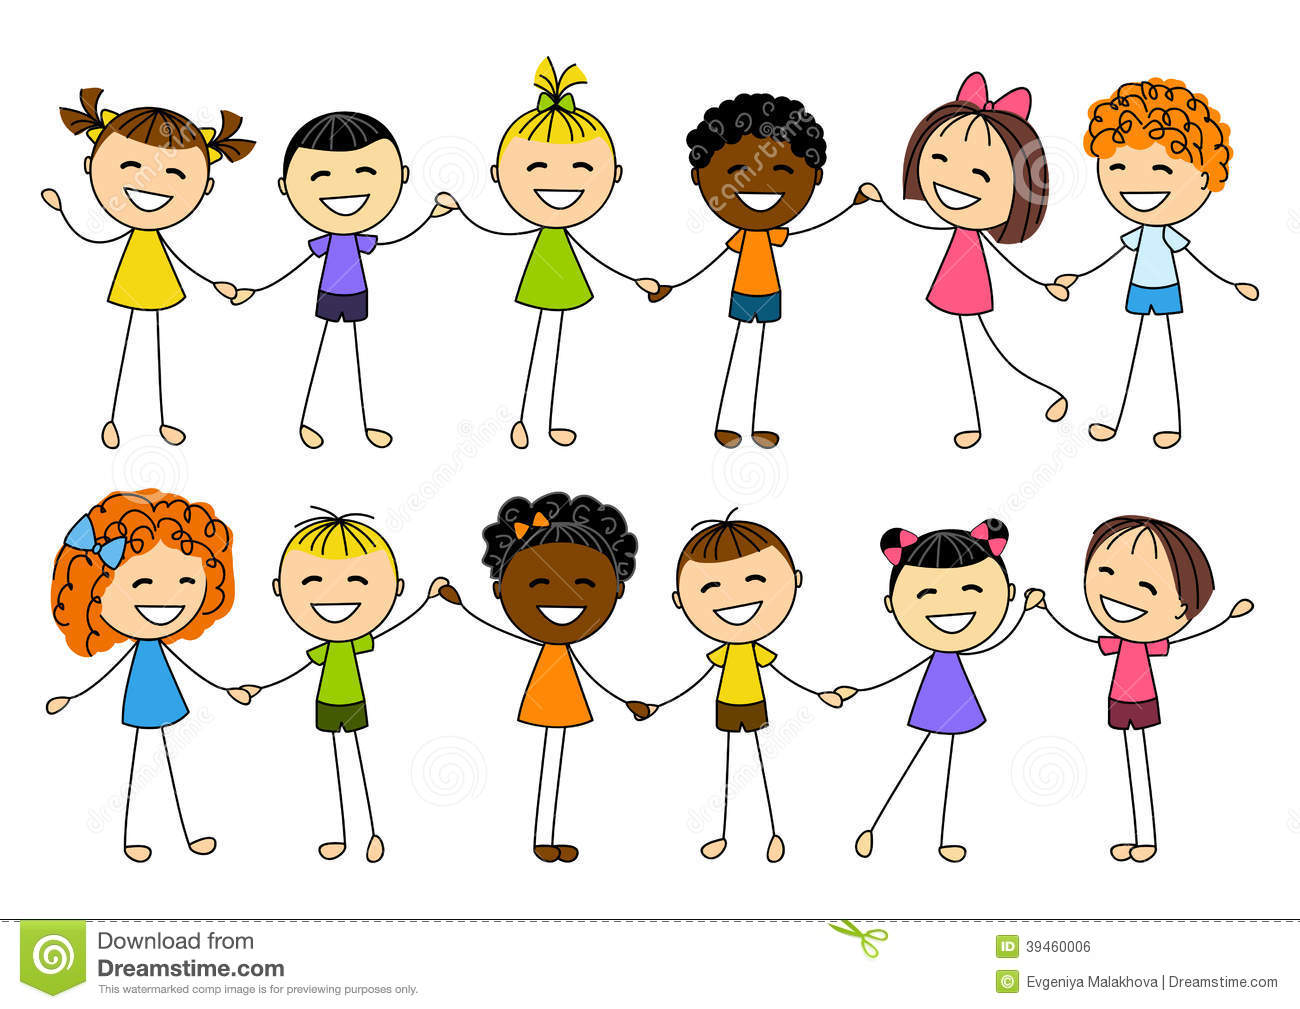 Download from
Dreamstime.com
This watermarked comp image is for previewing purposes only.
ID 39460006
© Evgeniya Malakhova | Dreamstime.com